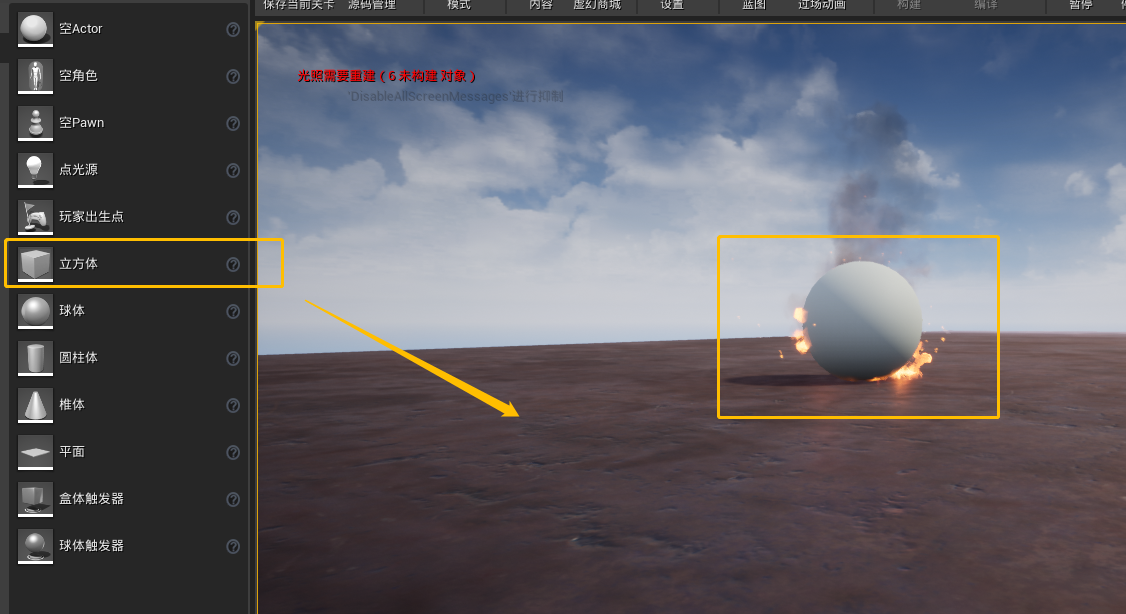 保存当前关卡 源码管理 模式 内容 虚幻商城 设置 蓝图 过场动画 构建 编译 暂停
空Actor
空角色
空Pawn
点光源
玩家出生点
立方体
球体
圆柱体
椎体
平面
盒体触发器
球体触发器
光照需要重建 ( 6 未构建 对象 )
'DisableAllScreenMessages'进行抑制